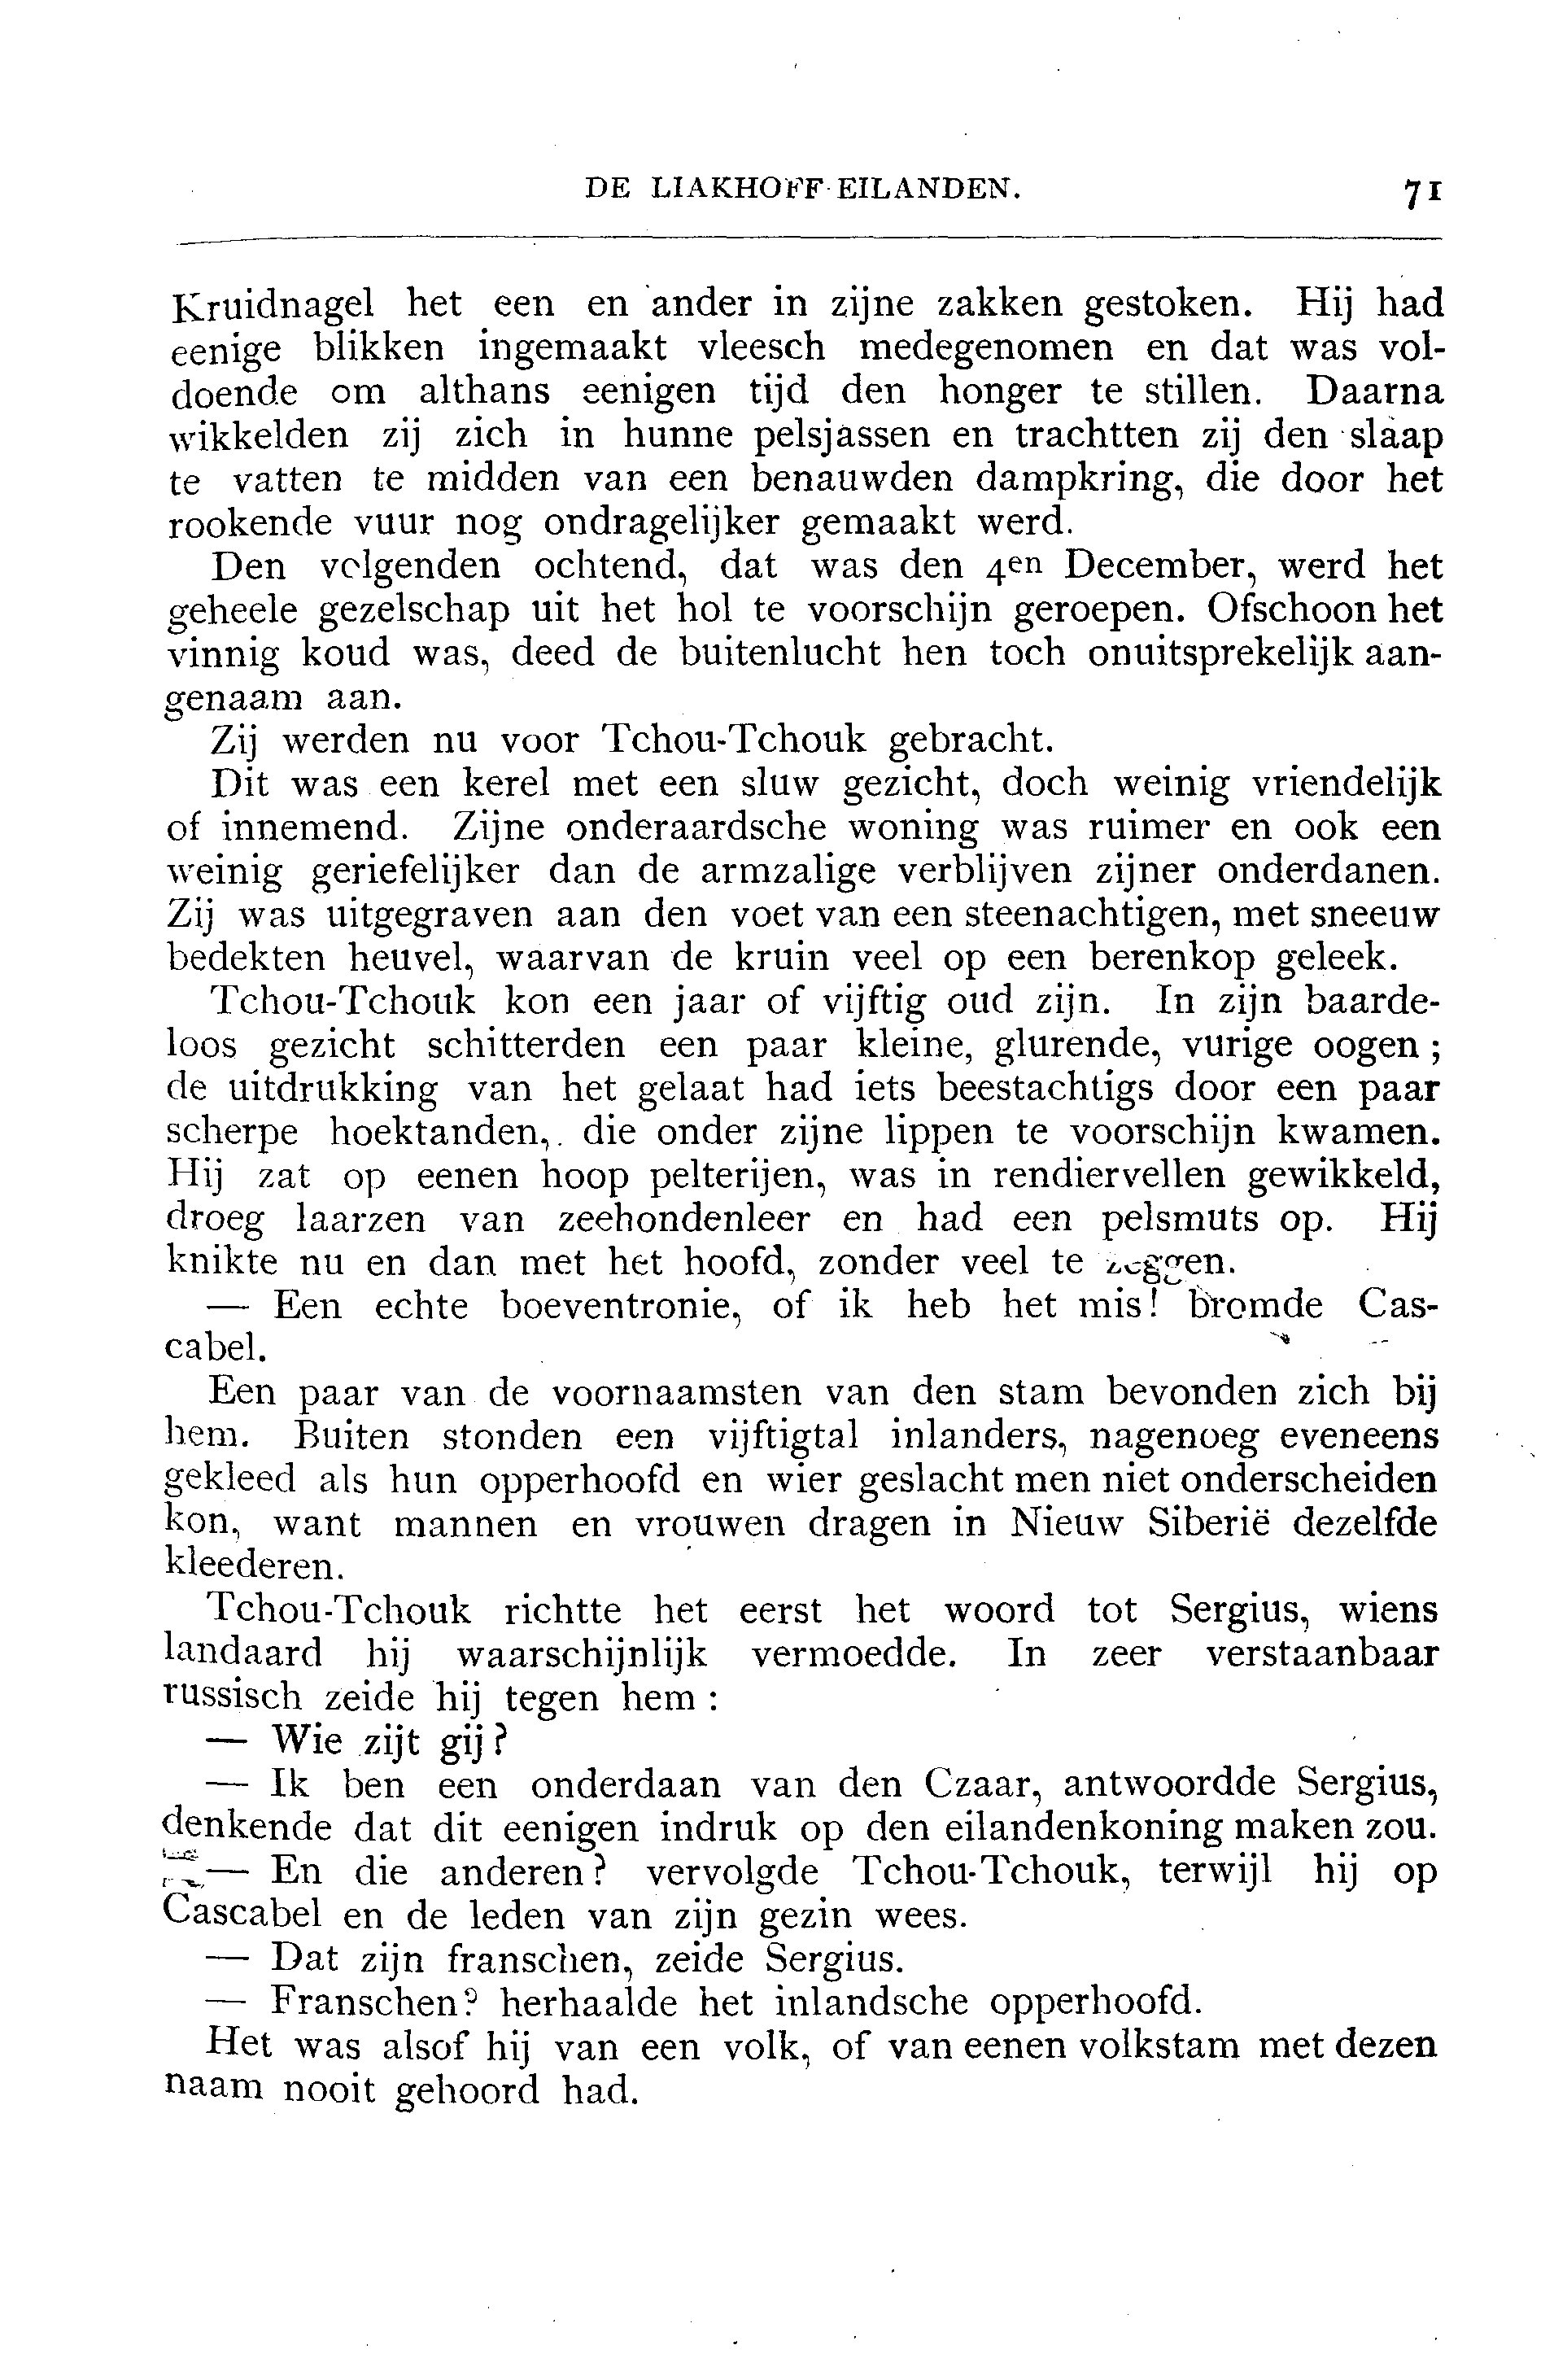 DE LIAKHOFF-EILANDEN. 71
Kruidnagel het een en ander in zijne zakken gestoken. Hij had
eenige blikken ingemaakt vleesch medegenomen en dat was vol-
doende om althans eenigen tijd den honger te stillen. Daarna
wikkelden zij zich in hunne pelsjassen en trachtten zij den slaap
te vatten te midden van een benauwden dampkring, die door het
rookende vuur nog ondragelijker gemaakt werd.
Den volgenden ochtend, dat was den 4en December, werd het
geheele gezelschap uit het hol te voorschijn geroepen. Ofschoon het
vinnig koud was, deed de buitenlucht hen toch onuitsprekelijk aan-
genaam aan.
Zij werden nu voor Tchou-Tchouk gebracht.
Dit was een kerel met een sluw gezicht, doch weinig vriendelijk
of innemend. Zijne onderaardsche woning was ruimer en ook een
weinig geriefelijker dan de armzalige verblijven zijner onderdanen.
Zij was uitgegraven aan den voet van een steenachtigen, met sneeuw
bedekten heuvel, waarvan de kruin veel op een berenkop geleek.
Tchou-Tchouk kon een jaar of vijftig oud zijn. In zijn baarde-
loos gezicht schitterden een paar kleine, glurende, vurige oogen;
de uitdrukking van het gelaat had iets beestachtigs door een paar
scherpe hoektanden, die onder zijne lippen te voorschijn kwamen.
Hij zat op eenen hoop pelterijen, was in rendiervellen gewikkeld,
droeg laarzen van zeehondenleer en had een pelsmuts op. Hij
knikte nu en dan met het hoofd, zonder veel te zeggen.
— Een echte boeventronie, of ik heb het mis! bromde Cas-
cabel.
Een paar van de voornaamsten van den stam bevonden zich bij
hem. Buiten stonden een vijftigtal inlanders, nagenoeg eveneens
gekleed als hun opperhoofd en wier geslacht men niet onderscheiden
kon, want mannen en vrouwen dragen in Nieuw Siberië dezelfde
kleederen.
Tchou-Tchouk richtte het eerst het woord tot Sergius, wiens
landaard hij waarschijnlijk vermoedde. In zeer verstaanbaar
russisch zeide hij tegen hem :
— Wie zijt gij?
— Ik ben een onderdaan van den Czaar, antwoordde Sergius,
denkende dat dit eenigen indruk op den eilandenkoning maken zou.
— En die anderen? vervolgde Tchou-Tchouk, terwijl hij op
Cascabel en de leden van zijn gezin wees.
— Dat zijn franschen, zeide Sergius.
— Franschen? herhaalde het inlandsche opperhoofd.
Het was alsof hij van een volk, of van eenen volkstam met dezen
naam nooit gehoord had.